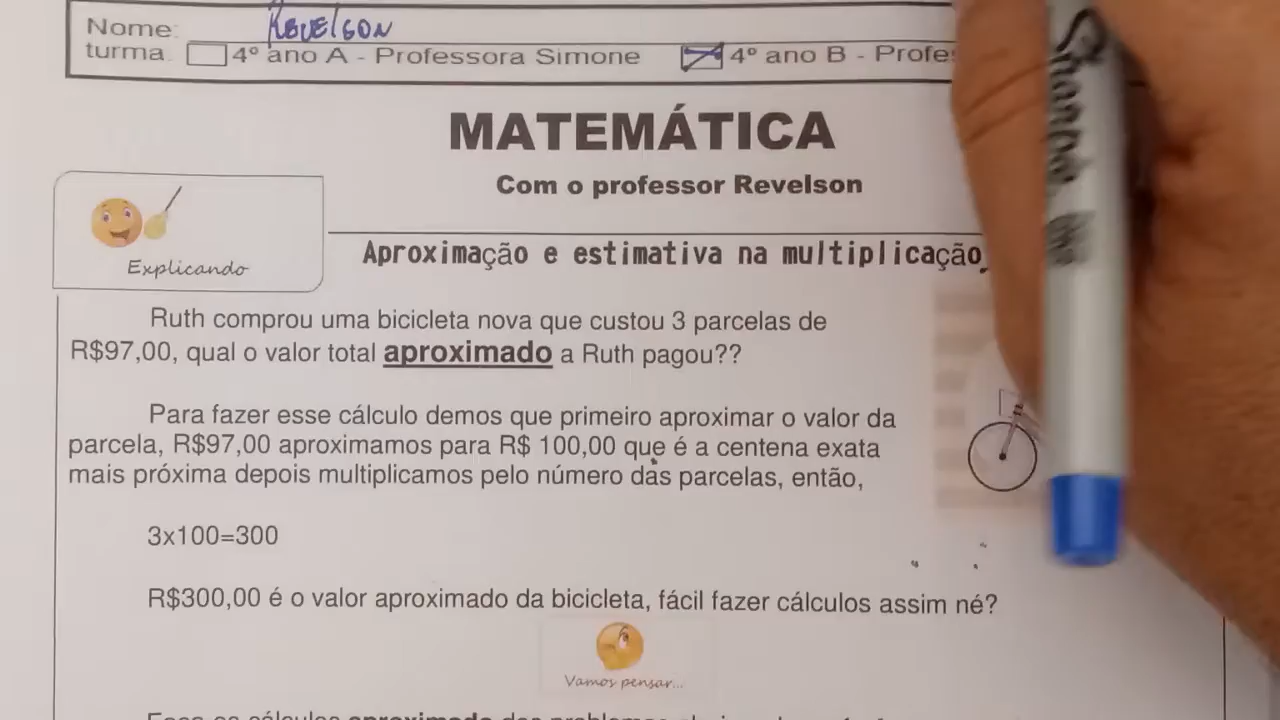 Nome: Revelson
turma. 4º ano A - Professora Simone 4º ano B - Profes
MATEMÁTICA
Com o professor Revelson
Explicando
Aproximação e estimativa na multiplicação
Ruth comprou uma bicicleta nova que custou 3 parcelas de
R$97,00, qual o valor total aproximado a Ruth pagou??
Para fazer esse cálculo demos que primeiro aproximar o valor da
parcela, R$97,00 aproximamos para R$ 100,00 que é a centena exata
mais próxima depois multiplicamos pelo número das parcelas, então,
3x100=300
R$300,00 é o valor aproximado da bicicleta, fácil fazer cálculos assim né?
Vamos pensar...